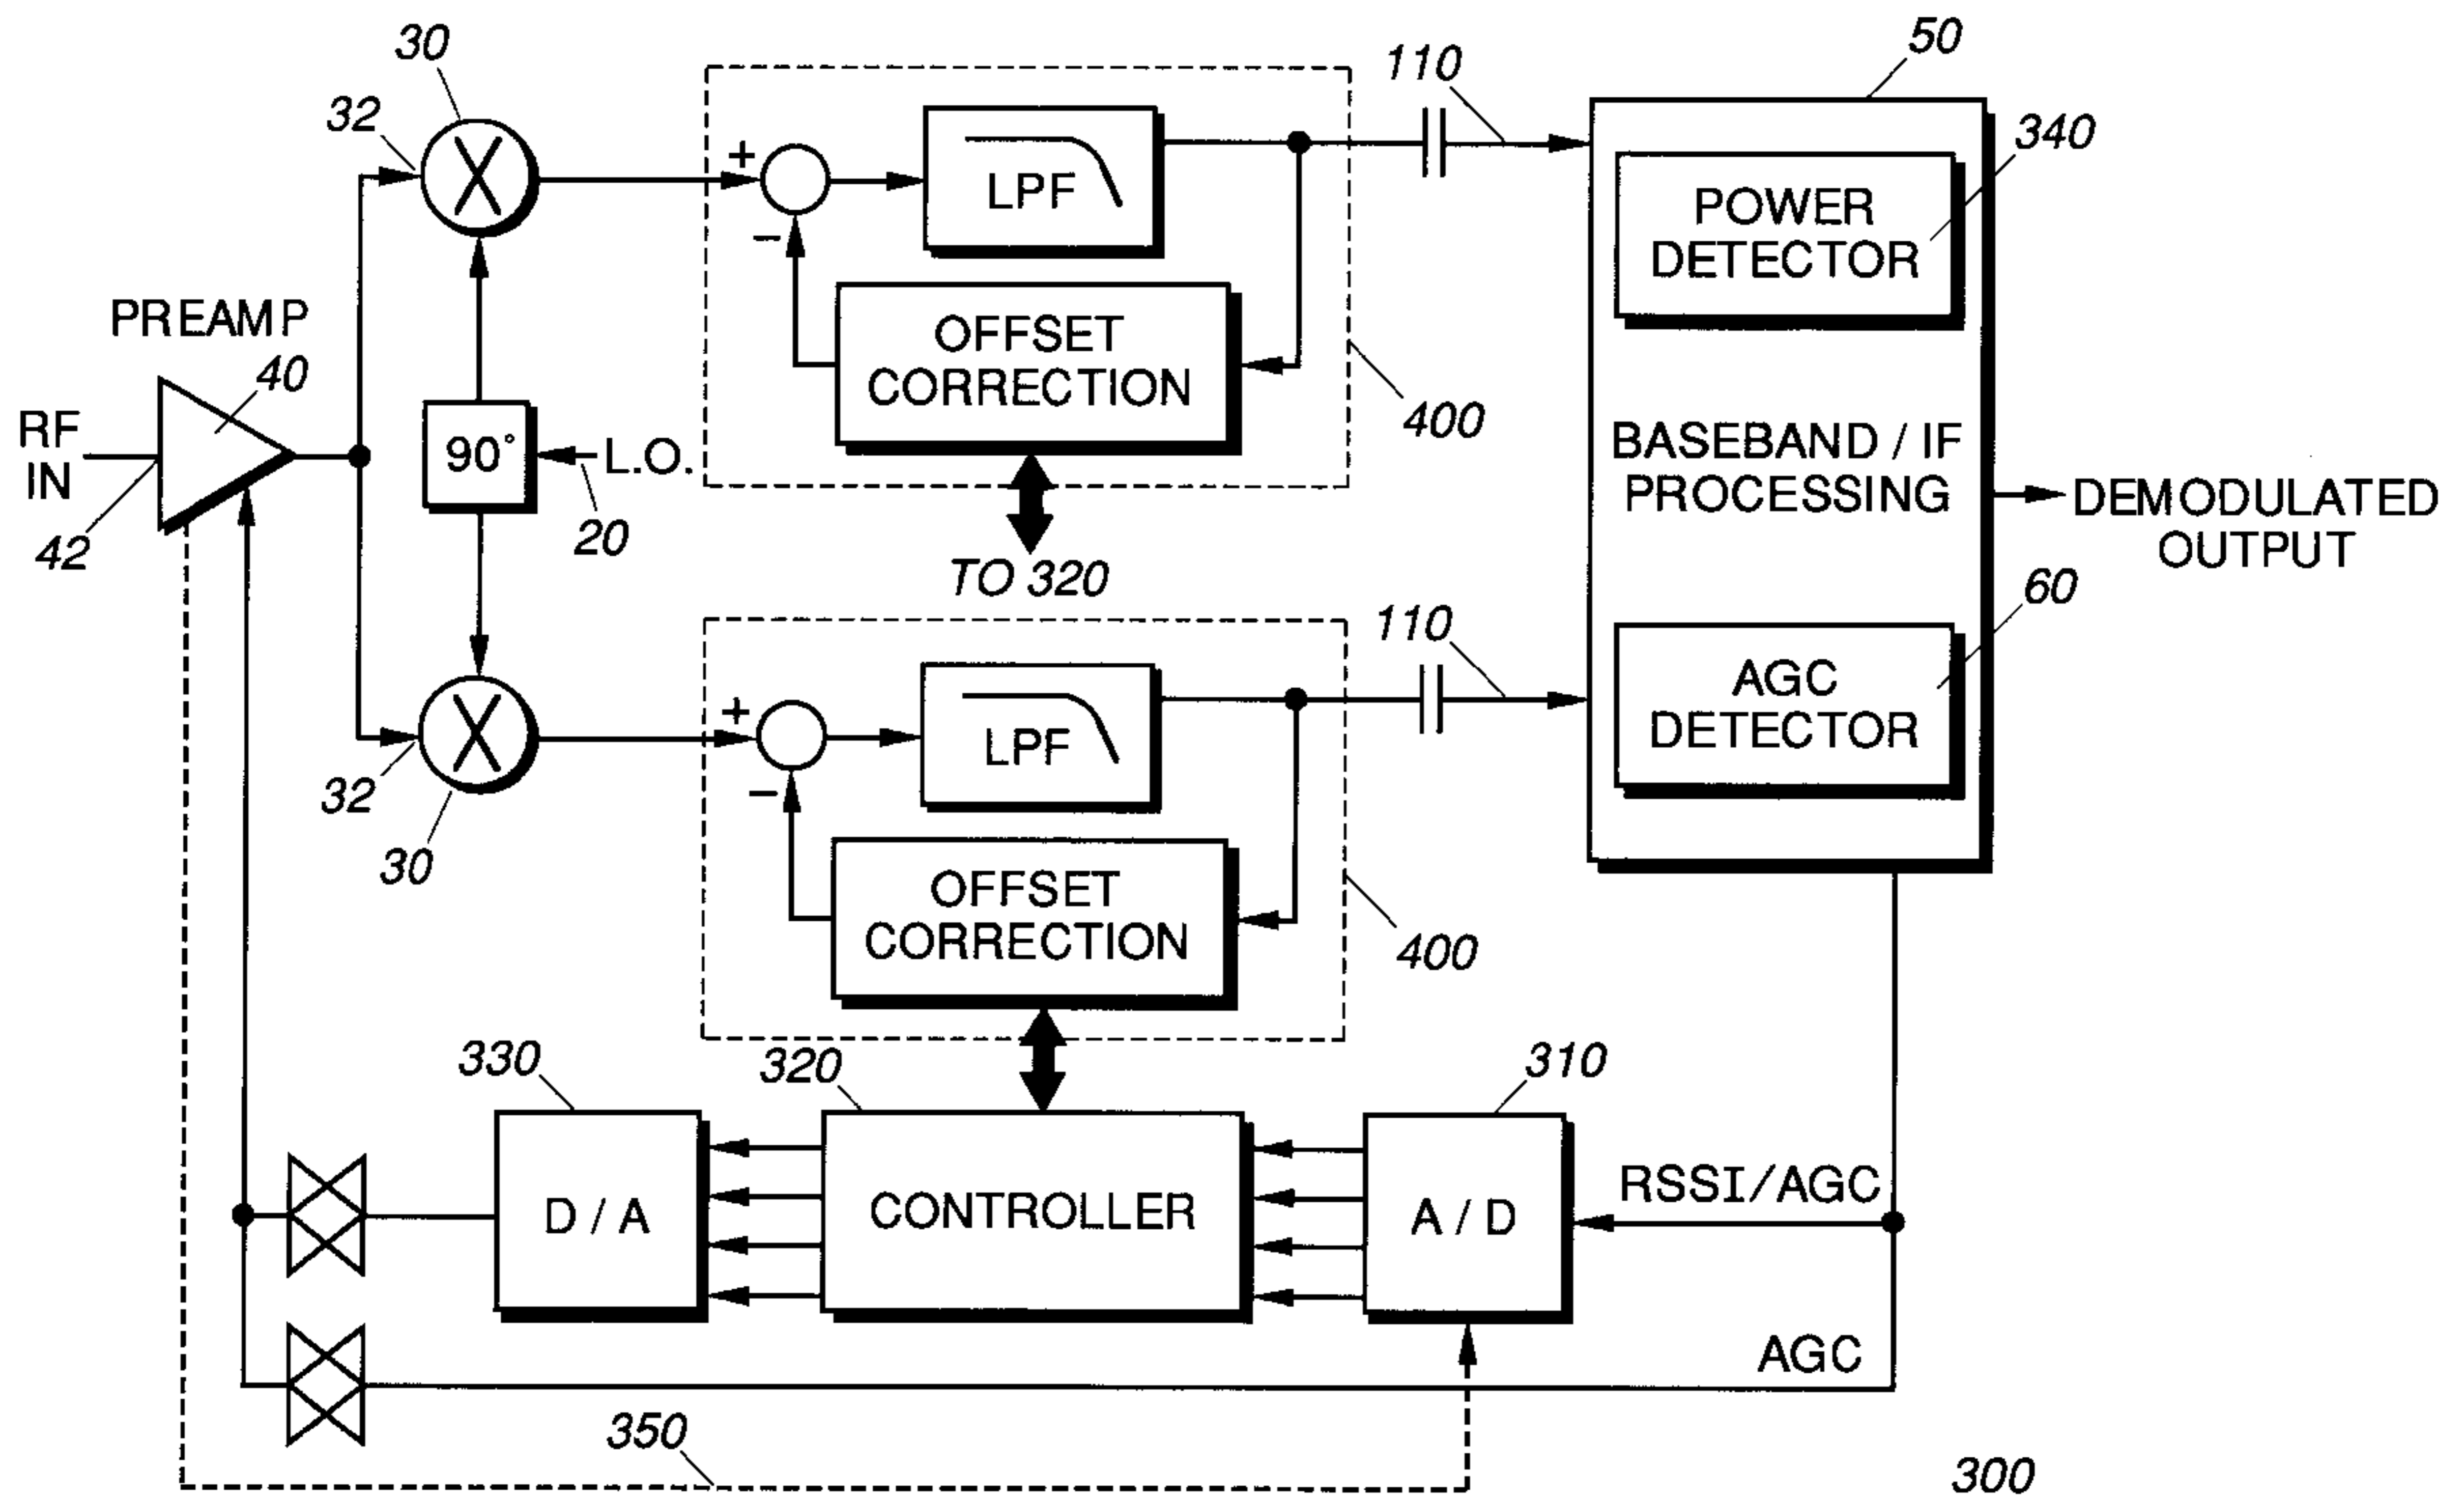 30
32
+
−
LPF
OFFSET
CORRECTION
110
50
340
POWER
DETECTOR
PREAMP
40
RF
IN
42
90°
L.O.
20
400
TO 320
BASEBAND / IF
PROCESSING
DEMODULATED
OUTPUT
60
AGC
DETECTOR
110
+
−
LPF
32
30
OFFSET
CORRECTION
400
330
320
310
D / A
CONTROLLER
A / D
RSSI/AGC
AGC
350
300